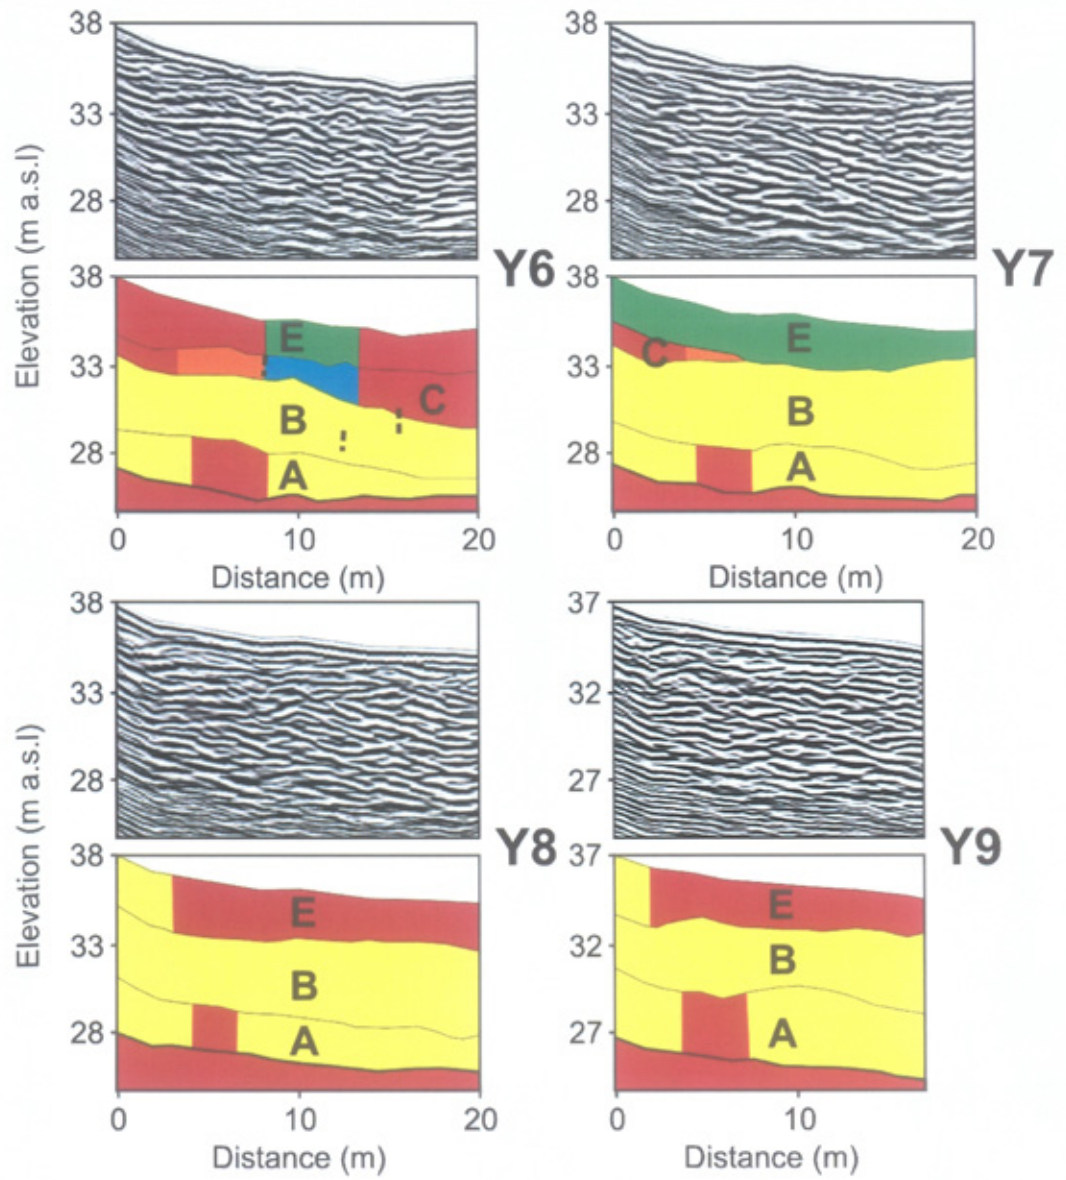 38
33
28
Elevation (m a.s.l)
38
33
28
E
B
C
A
0 10 20
Distance (m)
Y6
38
33
28
38
33
28
E
C
B
A
0 10 20
Distance (m)
Y7
38
33
28
Elevation (m a.s.l)
38
33
28
E
B
A
0 10 20
Distance (m)
Y8
37
32
27
37
32
27
E
B
A
0 10
Distance (m)
Y9